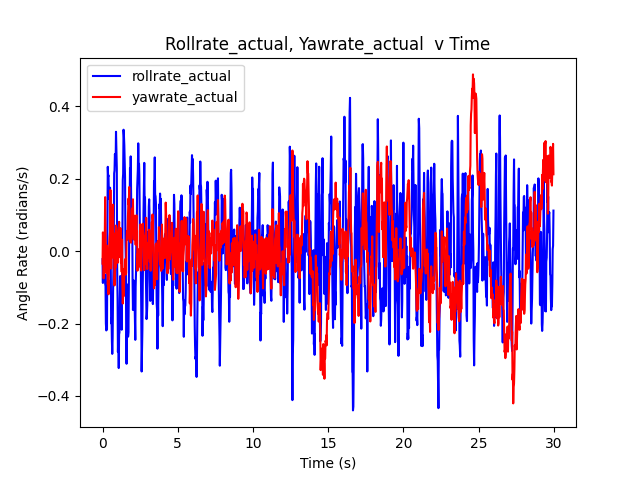 Rollrate_actual, Yawrate_actual  v Time
rollrate_actual
yawrate_actual
Angle Rate (radians/s)
0.4
0.2
0.0
−0.2
−0.4
0 5 10 15 20 25 30
Time (s)